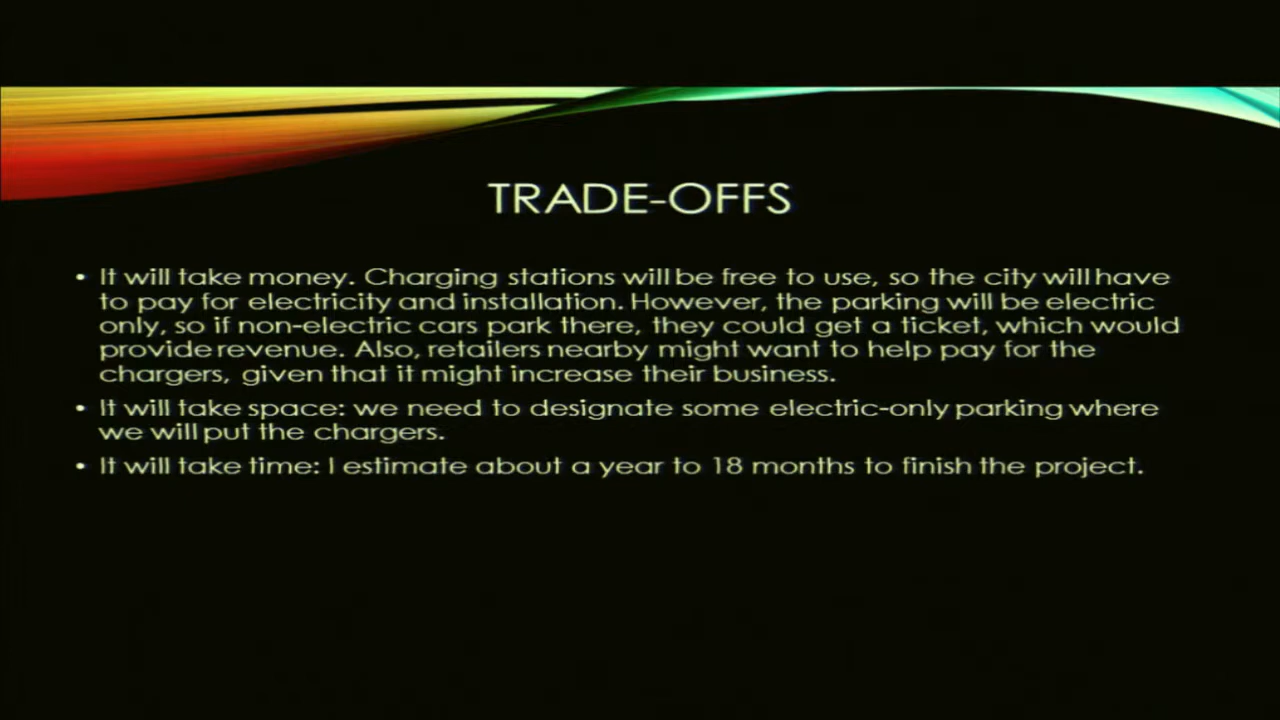 TRADE-OFFS
• It will take money. Charging stations will be free to use, so the city will have
to pay for electricity and installation. However, the parking will be electric
only, so if non-electric cars park there, they could get a ticket, which would
provide revenue. Also, retailers nearby might want to help pay for the
chargers, given that it might increase their business.
• It will take space: we need to designate some electric-only parking where
we will put the chargers.
• It will take time: I estimate about a year to 18 months to finish the project.